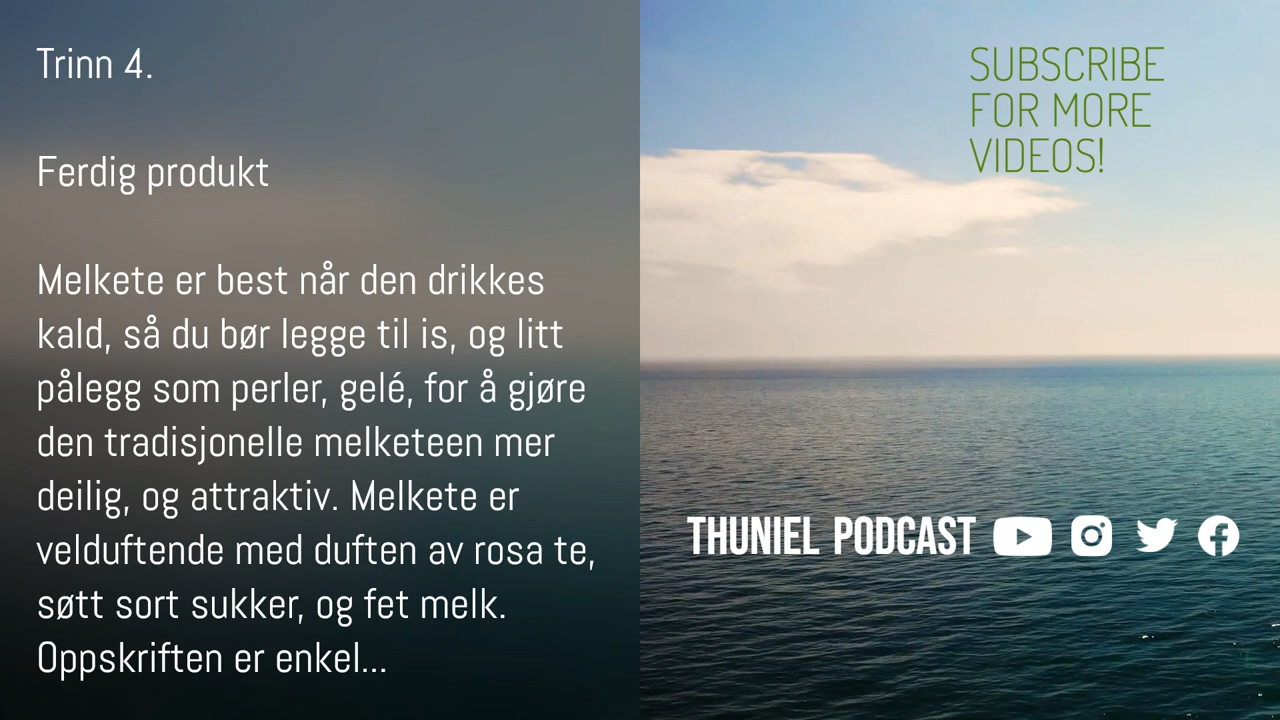 Trinn 4.
Ferdig produkt
Melkete er best når den drikkes
kald, så du bør legge til is, og litt
pålegg som perler, gelé, for å gjøre
den tradisjonelle melketeen mer
deilig, og attraktiv. Melkete er
velduftende med duften av rosa te,
søtt sort sukker, og fet melk.
Oppskriften er enkel...
SUBSCRIBE
FOR MORE
VIDEOS!
THUNIEL PODCAST